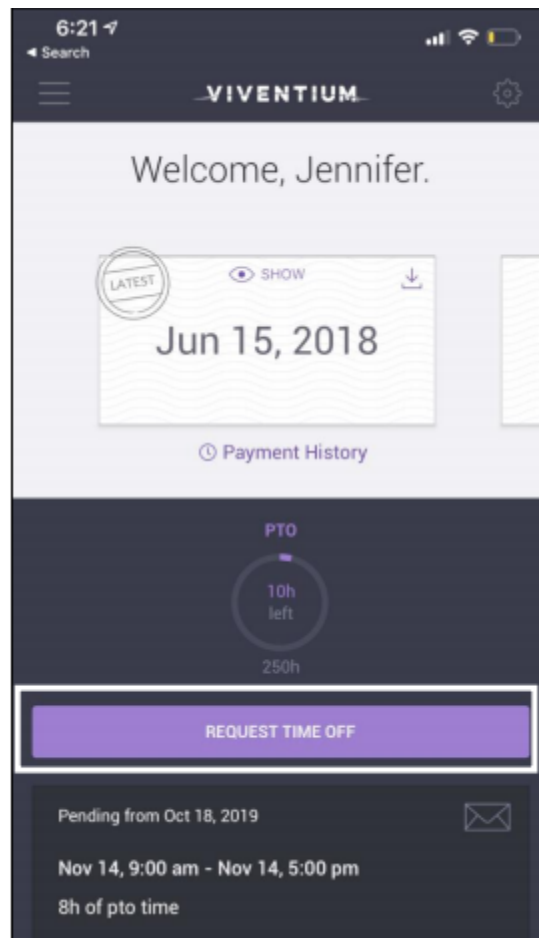 6:21
Search
VIVENTIUM
Welcome, Jennifer.
LATEST
SHOW
Jun 15, 2018
Payment History
PTO
10h
left
250h
REQUEST TIME OFF
Pending from Oct 18, 2019
Nov 14, 9:00 am - Nov 14, 5:00 pm
8h of pto time